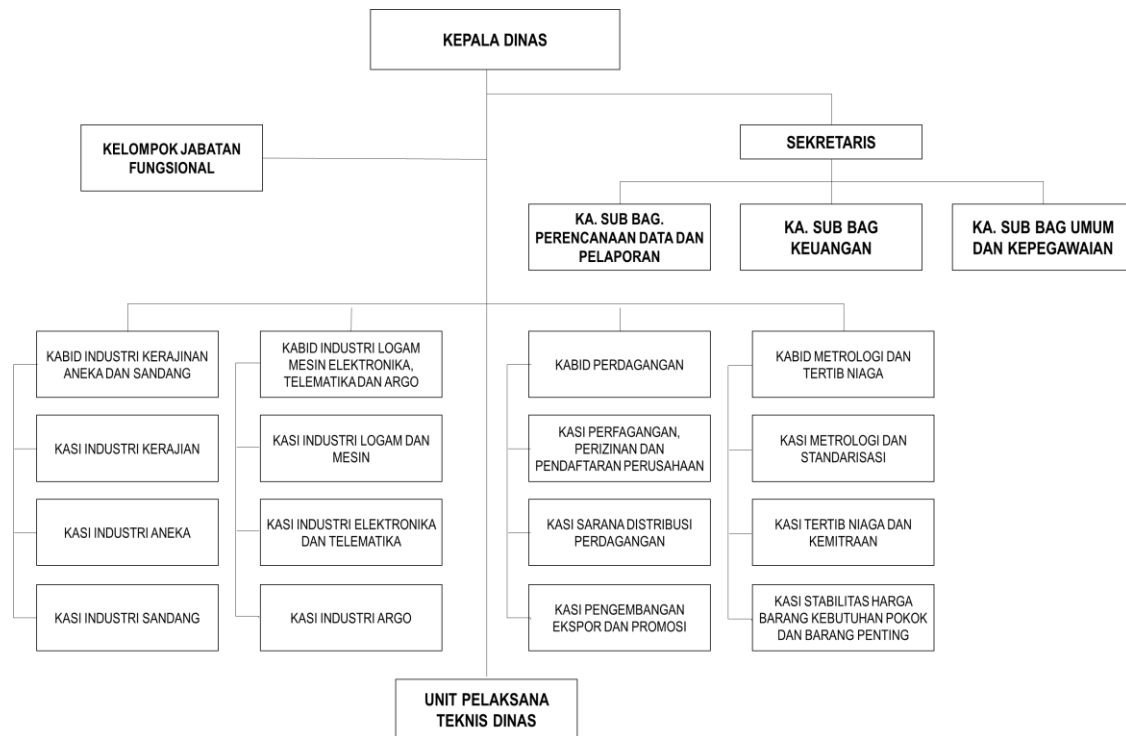 KEPALA DINAS
KELOMPOK JABATAN
FUNGSIONAL
SEKRETARIS
KA. SUB BAG.
PERENCANAAN DATA DAN
PELAPORAN
KA. SUB BAG
KEUANGAN
KA. SUB BAG UMUM
DAN KEPEGAWAIAN
KABID INDUSTRI KERAJINAN
ANEKA DAN SANDANG
KABID INDUSTRI LOGAM
MESIN ELEKTRONIKA,
TELEMATIKA DAN ARGO
KABID PERDAGANGAN
KABID METROLOGI DAN
TERTIB NIAGA
KASI INDUSTRI KERAJIAN
KASI INDUSTRI LOGAM DAN
MESIN
KASI PERFAGANGAN,
PERIZINAN DAN
PENDAFTARAN PERUSAHAAN
KASI METROLOGI DAN
STANDARISASI
KASI INDUSTRI ANEKA
KASI INDUSTRI ELEKTRONIKA
DAN TELEMATIKA
KASI SARANA DISTRIBUSI
PERDAGANGAN
KASI TERTIB NIAGA DAN
KEMITRAAN
KASI INDUSTRI SANDANG
KASI INDUSTRI ARGO
KASI PENGEMBANGAN
EKSPOR DAN PROMOSI
KASI STABILITAS HARGA
BARANG KEBUTUHAN POKOK
DAN BARANG PENTING
UNIT PELAKSANA
TEKNIS DINAS